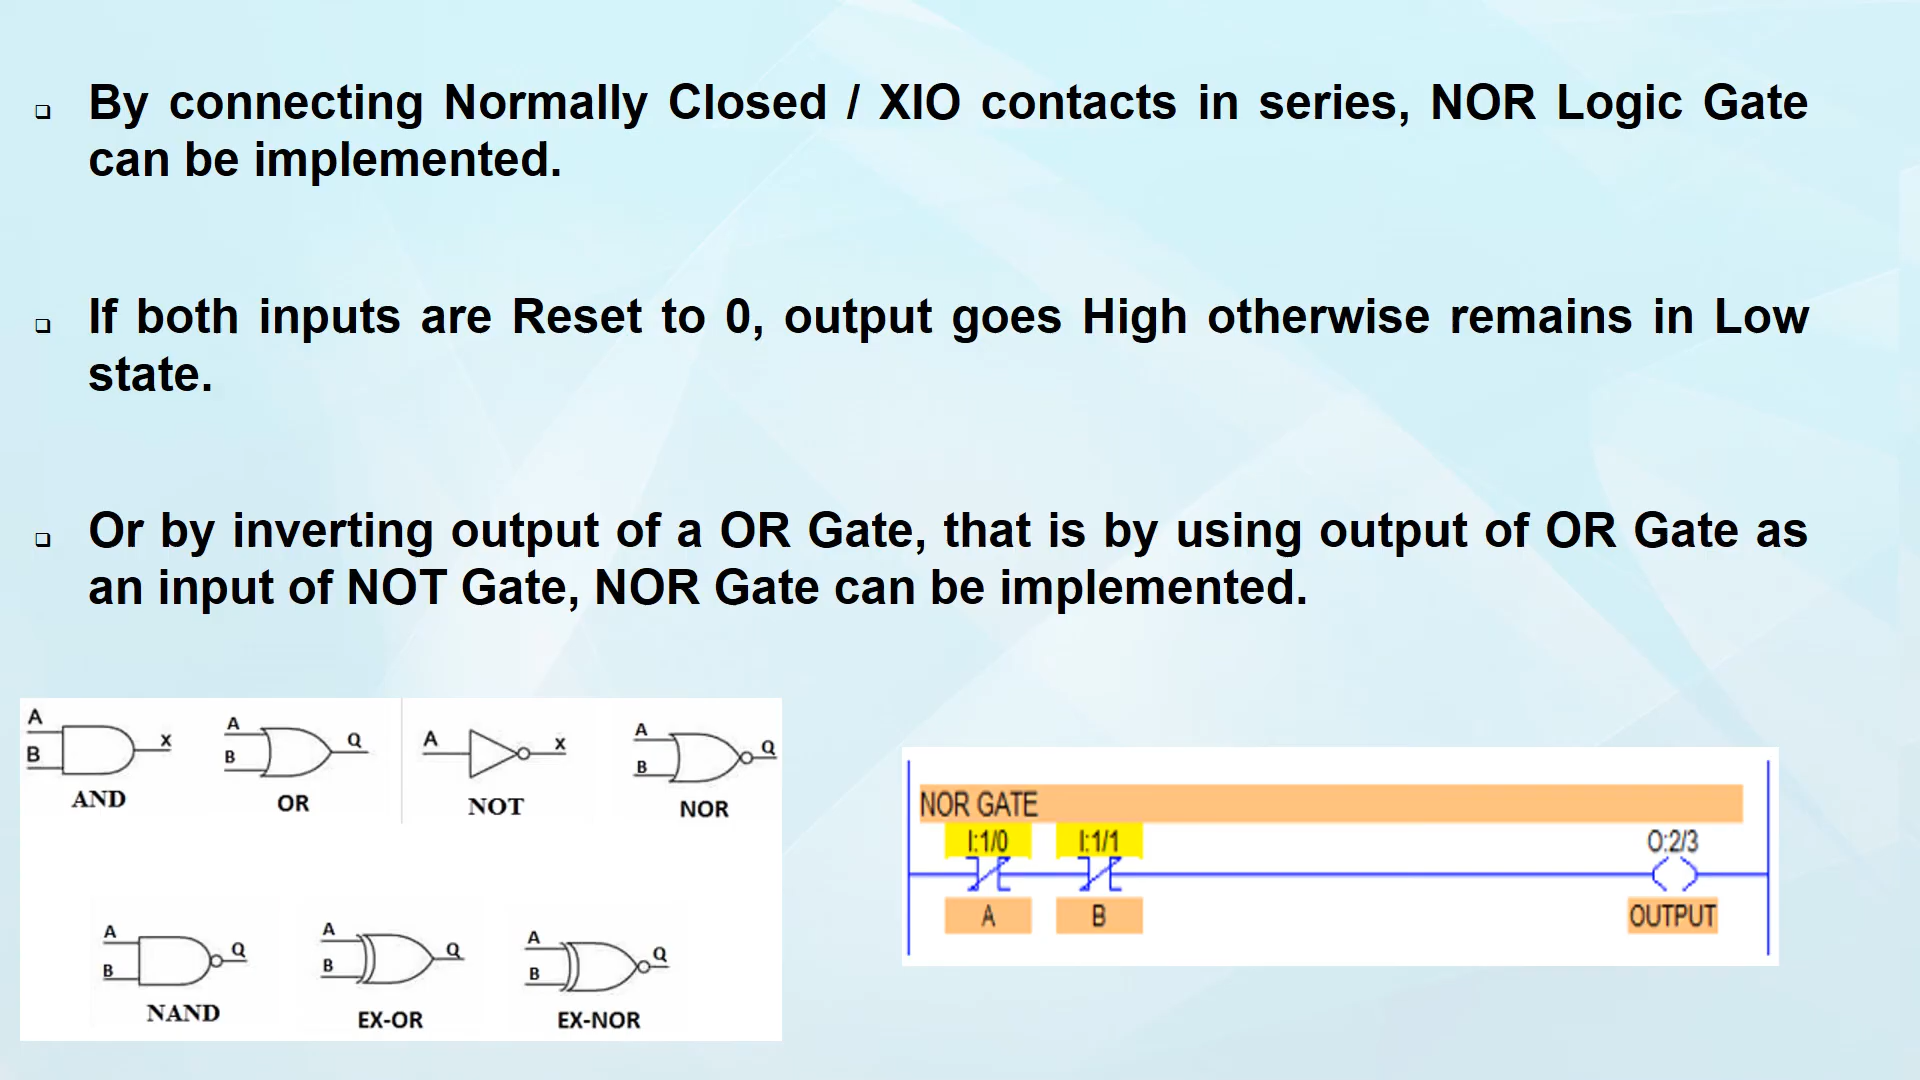 By connecting Normally Closed / XIO contacts in series, NOR Logic Gate
can be implemented.
If both inputs are Reset to 0, output goes High otherwise remains in Low
state.
Or by inverting output of a OR Gate, that is by using output of OR Gate as
an input of NOT Gate, NOR Gate can be implemented.
A
B
X
AND
A
B
Q
OR
A
X
NOT
A
B
Q
NOR
A
B
Q
NAND
A
B
Q
EX-OR
A
B
Q
EX-NOR
NOR GATE
I:1/0 I:1/1 O:2/3
A B OUTPUT